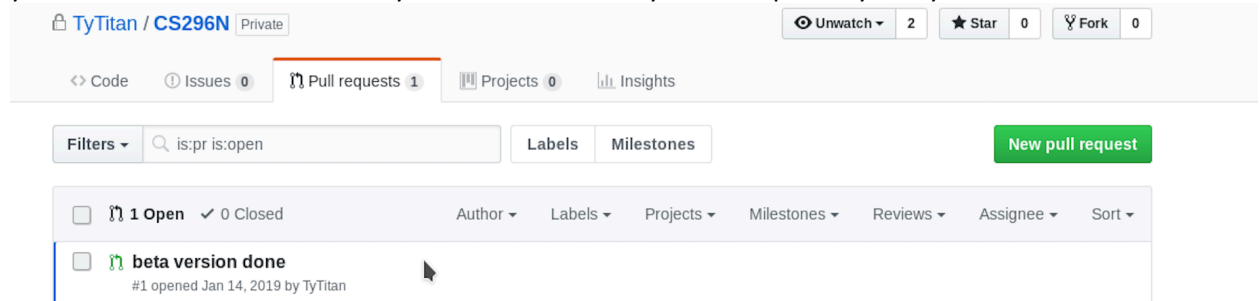 TyTitan / CS296N Private Unwatch 2 Star 0 Fork 0
Code Issues 0 Pull requests 1 Projects 0 Insights
Filters is:pr is:open Labels Milestones New pull request
1 Open 0 Closed Author Labels Projects Milestones Reviews Assignee Sort
beta version done
#1 opened Jan 14, 2019 by TyTitan